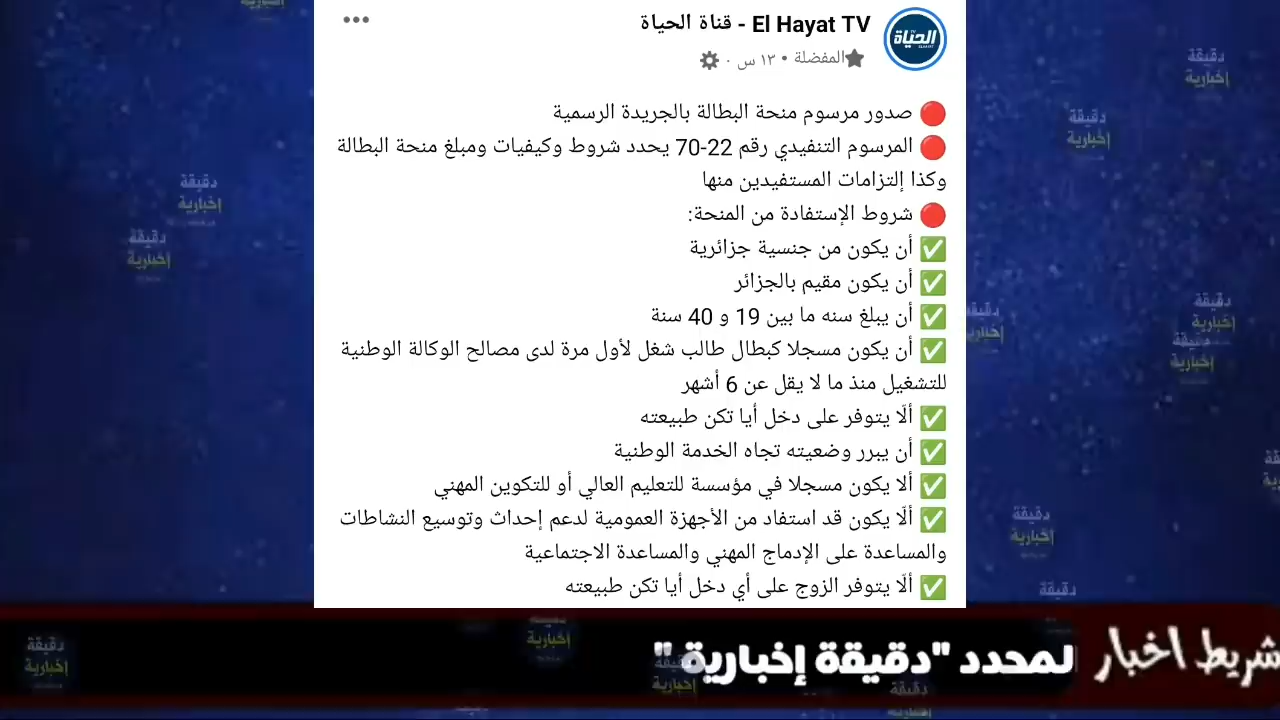 El Hayat TV - قناة الحياة
المفضلة • ١٣ س ·
🔴 صدور مرسوم منحة البطالة بالجريدة الرسمية
🔴 المرسوم التنفيدي رقم 22-70 يحدد شروط وكيفيات ومبلغ منحة البطالة
وكذا إلتزامات المستفيدين منها
🔴 شروط الإستفادة من المنحة:
✅ أن يكون من جنسية جزائرية
✅ أن يكون مقيم بالجزائر
✅ أن يبلغ سنه ما بين 19 و 40 سنة
✅ أن يكون مسجلا كبطال طالب شغل لأول مرة لدى مصالح الوكالة الوطنية
للتشغيل منذ ما لا يقل عن 6 أشهر
✅ ألّا يتوفر على دخل أيا تكن طبيعته
✅ أن يبرر وضعيته تجاه الخدمة الوطنية
✅ ألا يكون مسجلا في مؤسسة للتعليم العالي أو للتكوين المهني
✅ ألّا يكون قد استفاد من الأجهزة العمومية لدعم إحداث وتوسيع النشاطات
والمساعدة على الإدماج المهني والمساعدة الاجتماعية
✅ ألّا يتوفر الزوج على أي دخل أيا تكن طبيعته
شريط اخبار
لمحدد "دقيقة إخبارية "
دقيقة
إخبارية